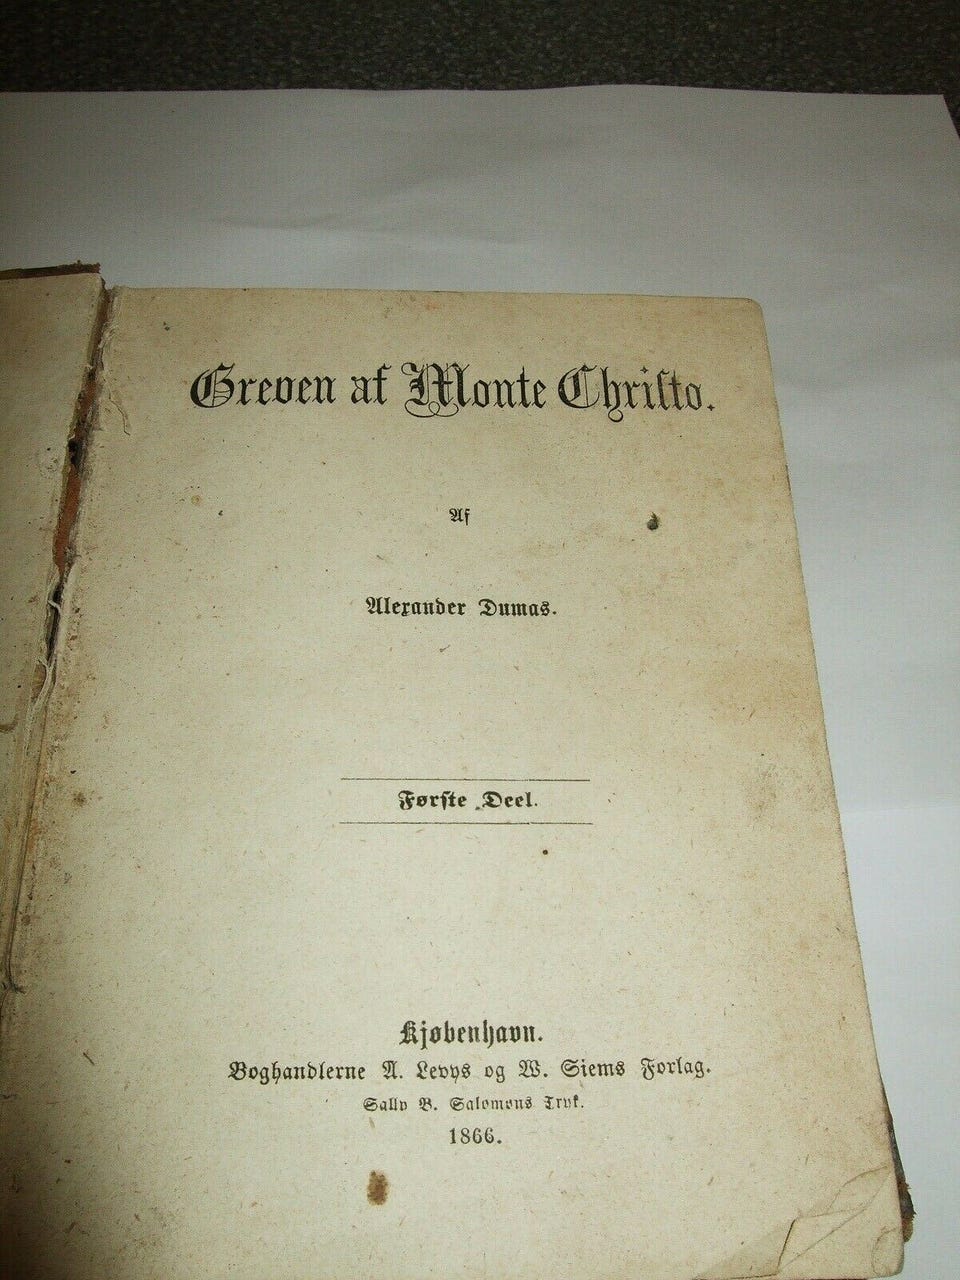 Greven af Monte Christo.
Af
Alexander Dumas.
Første Deel.
Kjøbenhavn.
Boghandlerne A. Levys og W. Siems Forlag.
Sally B. Salomons Tryk.
1866.